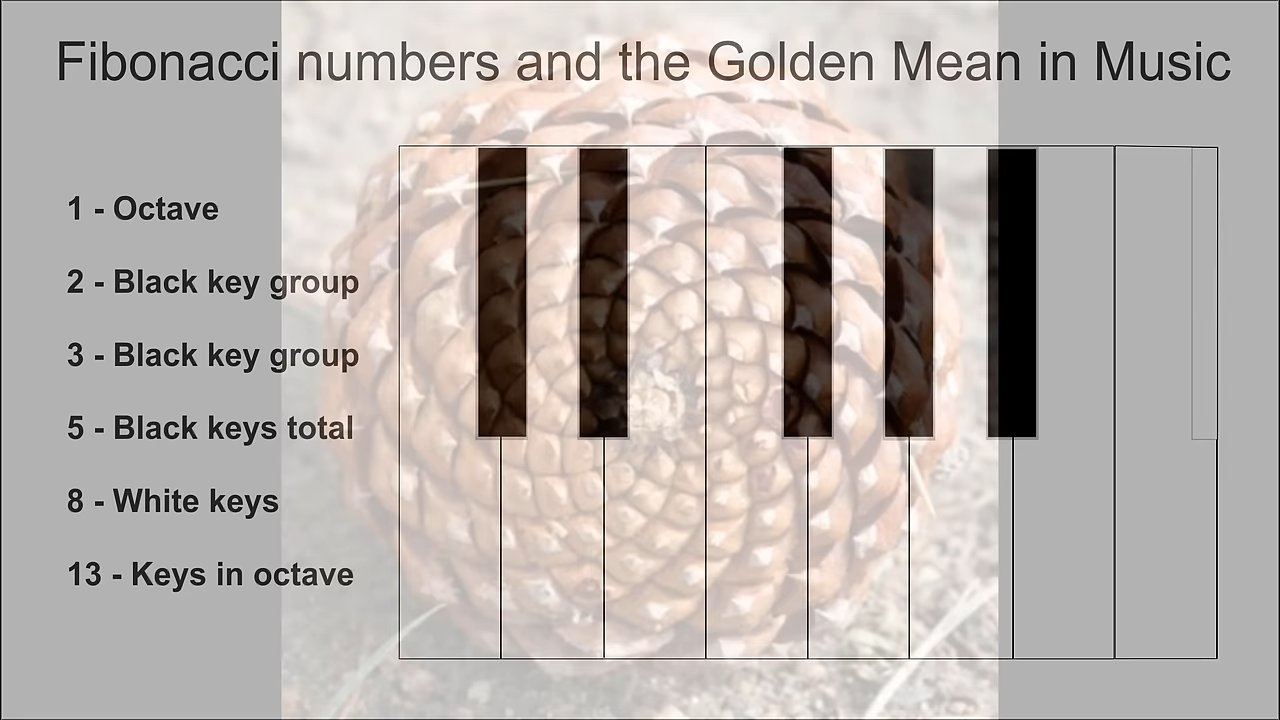 Fibonacci numbers and the Golden Mean in Music
1 - Octave
2 - Black key group
3 - Black key group
5 - Black keys total
8 - White keys
13 - Keys in octave